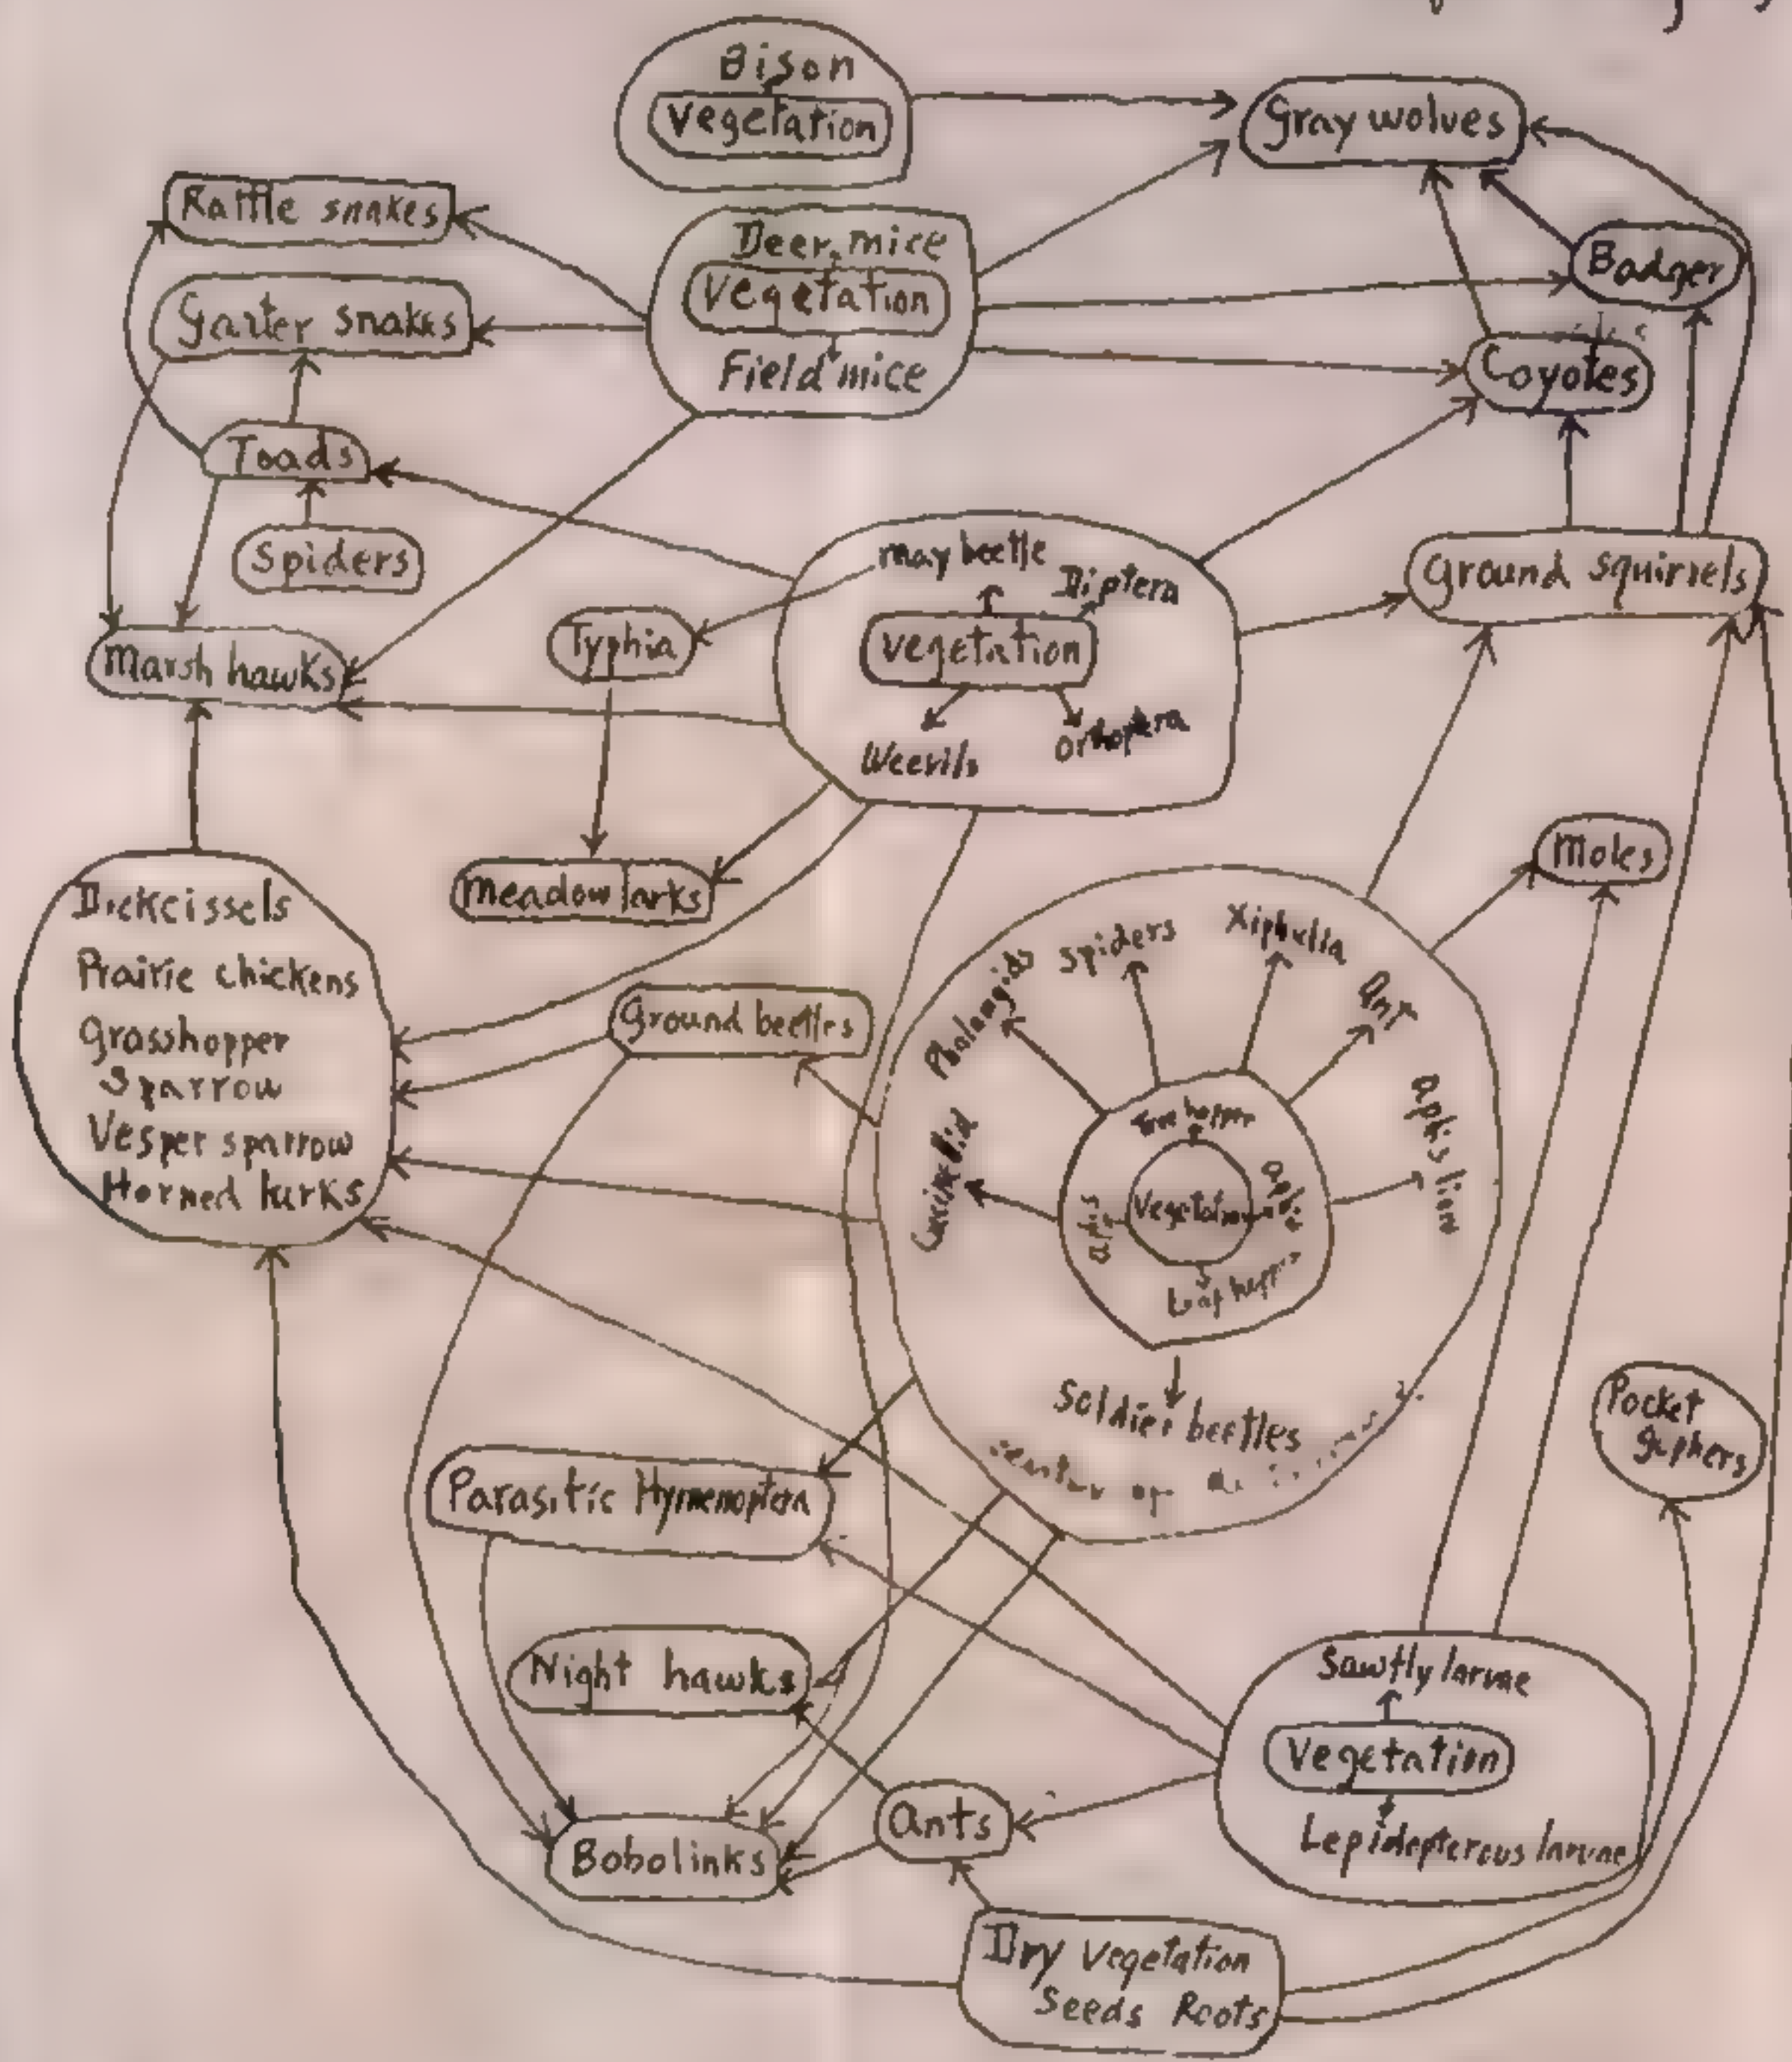 Bison
Vegetation
Gray wolves
Rattle snakes
Deer mice
Vegetation
Field mice
Badger
Garter snakes
Coyotes
Toads
Spiders
may beetle
Diptera
Ground squirrels
Typhia
vegetation
Marsh hawks
Weevils
Orthoptera
Moles
Meadow larks
Dickcissels
Prairie chickens
Grasshopper
Sparrow
Vesper sparrow
Horned larks
Phalangids
spiders
Ant
Ground beetles
Aphis lion
Tree hopper
Vegetation
aphis
Leaf hopper
Soldier beetles
Pocket
gophers
Parasitic Hymenoptera
Night hawks
Sawfly larvae
Vegetation
Lepidopterous larvae
Ants
Bobolinks
Dry Vegetation
Seeds Roots